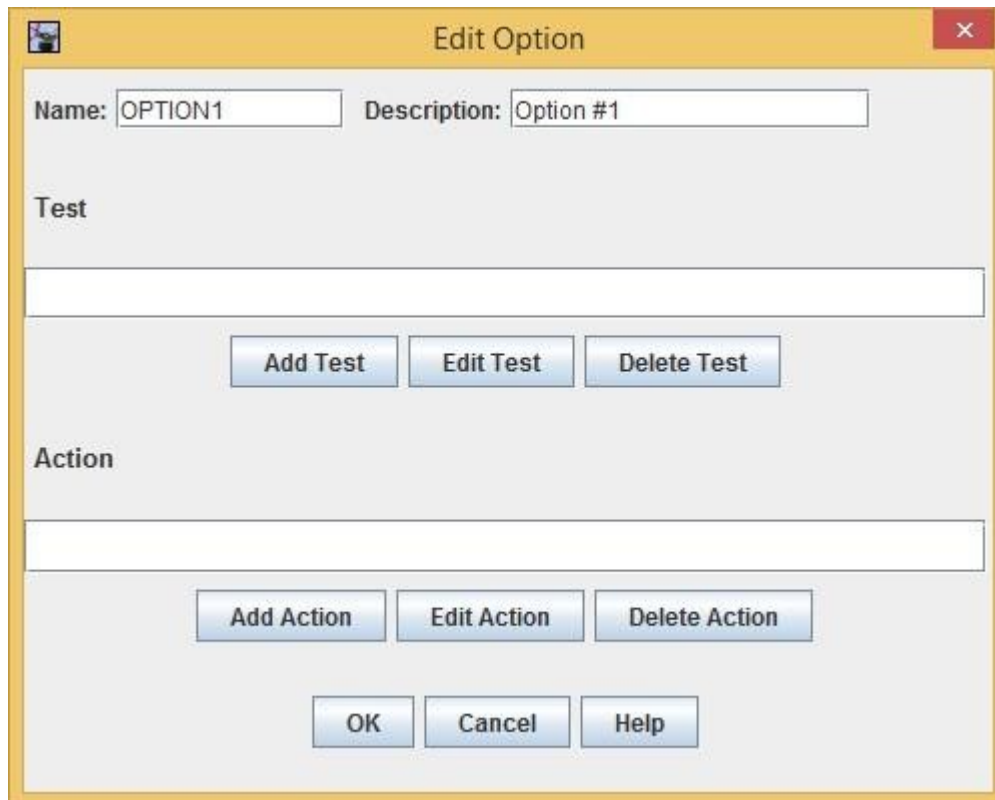 Edit Option
Name: OPTION1 Description: Option #1
Test
Add Test Edit Test Delete Test
Action
Add Action Edit Action Delete Action
OK Cancel Help